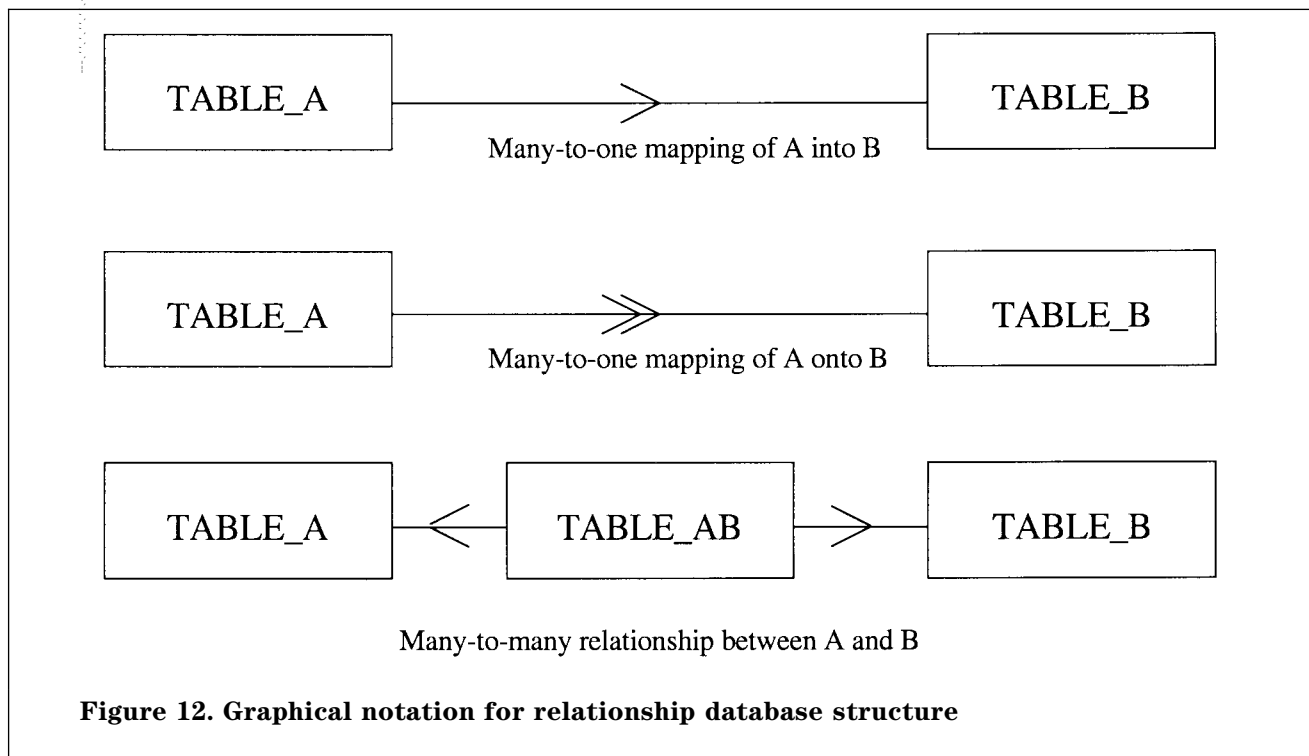 TABLE_A
TABLE_B
Many-to-one mapping of A into B
TABLE_A
TABLE_B
Many-to-one mapping of A onto B
TABLE_A
TABLE_AB
TABLE_B
Many-to-many relationship between A and B
Figure 12. Graphical notation for relationship database structure